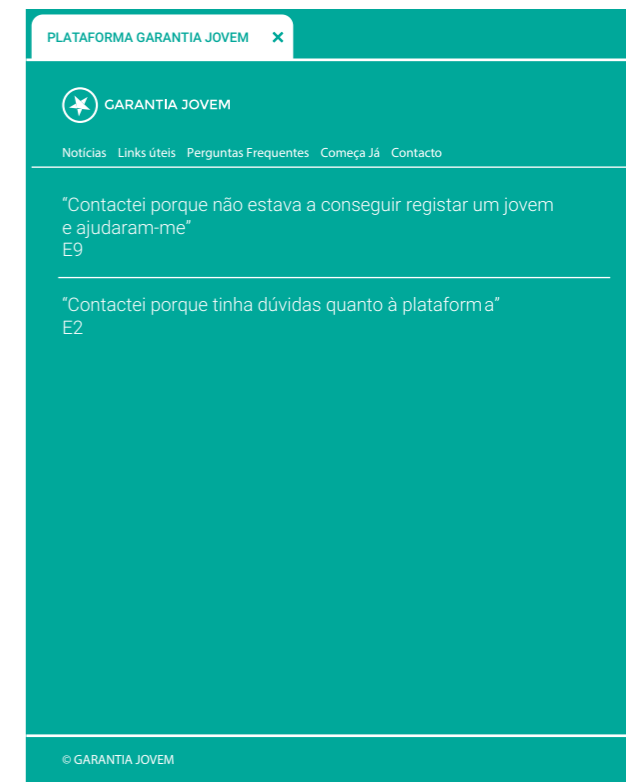 PLATAFORMA GARANTIA JOVEM ×
GARANTIA JOVEM
Notícias Links úteis Perguntas Frequentes Começa Já Contacto
“Contactei porque não estava a conseguir registar um jovem
e ajudaram-me”
E9
“Contactei porque tinha dúvidas quanto à plataforma”
E2
© GARANTIA JOVEM